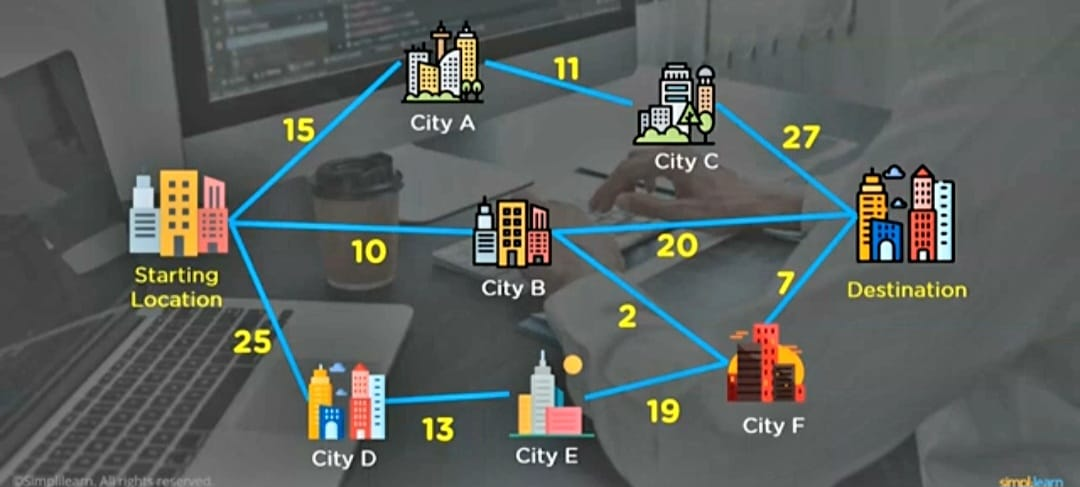 11
City A
15
27
City C
Starting
Location
10
City B
20
Destination
2
7
25
13
19
City D
City E
City F
©Simplilearn. All rights reserved.
simplilearn